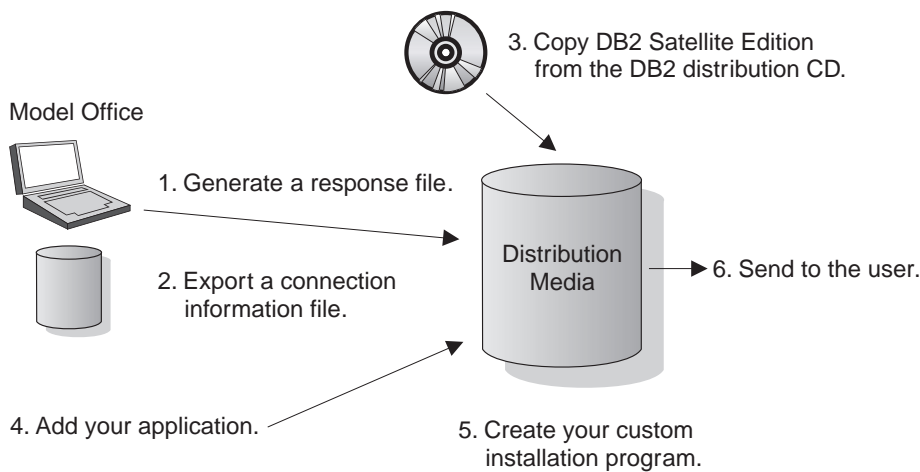 3. Copy DB2 Satellite Edition
from the DB2 distribution CD.
Model Office
1. Generate a response file.
2. Export a connection
information file.
Distribution
Media
6. Send to the user.
4. Add your application.
5. Create your custom
installation program.